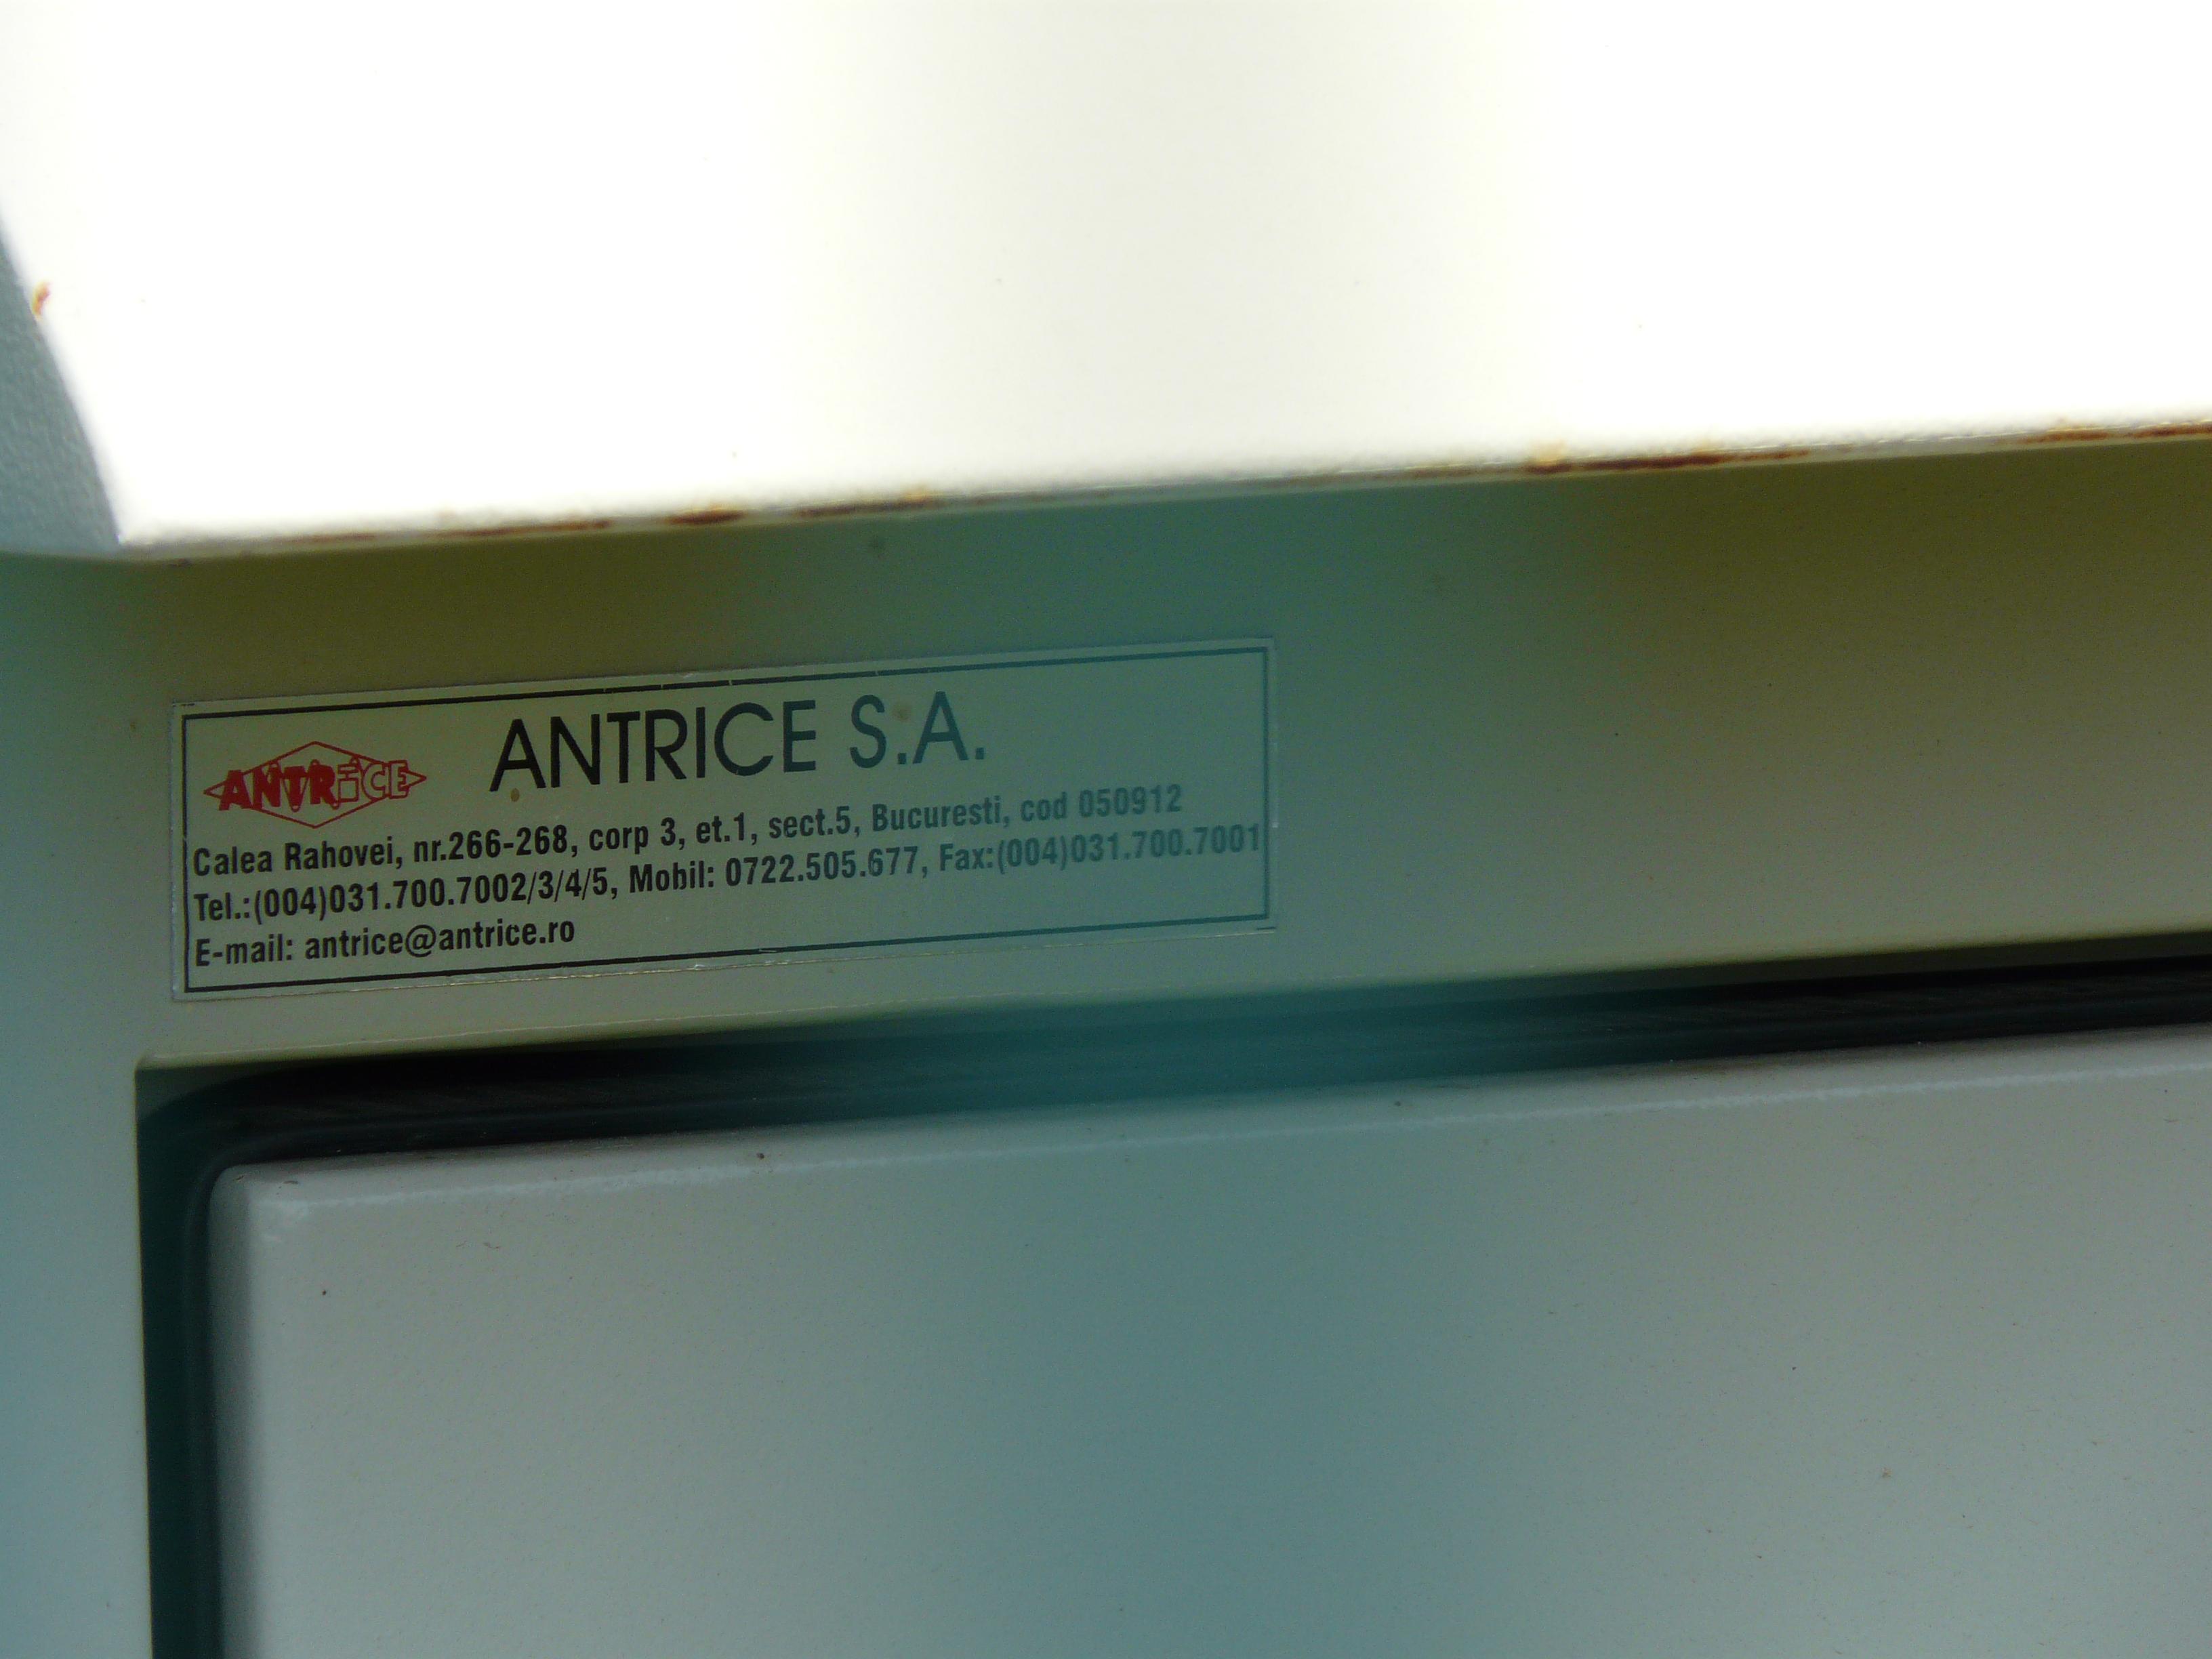 ANTRICE
ANTRICE S.A.
Calea Rahovei, nr.266-268, corp 3, et.1, sect.5, Bucuresti, cod 050912
Tel.:(004)031.700.7002/3/4/5, Mobil: 0722.505.677, Fax:(004)031.700.7001
E-mail: antrice@antrice.ro